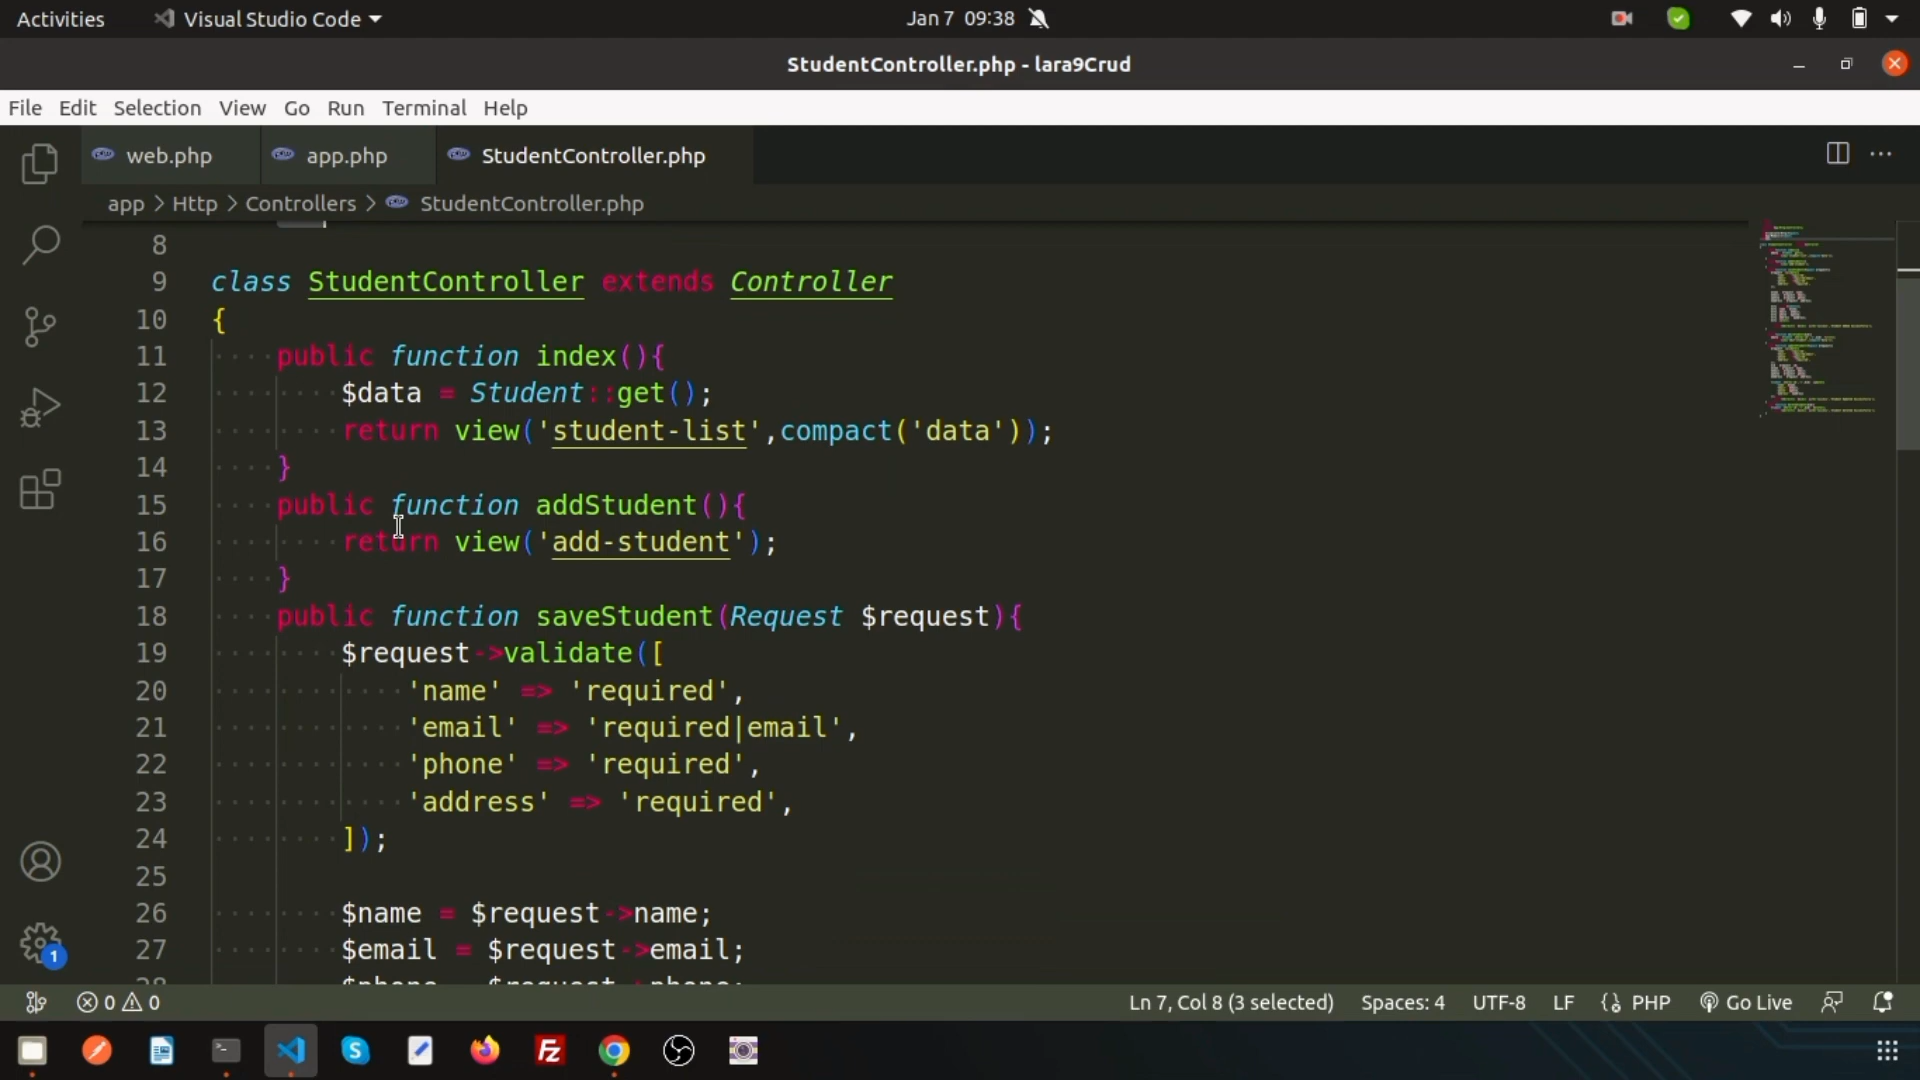 Activities Visual Studio Code Jan 7 09:38
StudentController.php - lara9Crud
File Edit Selection View Go Run Terminal Help
web.php app.php StudentController.php
app > Http > Controllers > StudentController.php
8
9 class StudentController extends Controller
10 {
11 public function index(){
12 $data = Student::get();
13 return view('student-list',compact('data'));
14 }
15 public function addStudent(){
16 return view('add-student');
17 }
18 public function saveStudent(Request $request){
19 $request->validate([
20 'name' => 'required',
21 'email' => 'required|email',
22 'phone' => 'required',
23 'address' => 'required',
24 ]);
25
26 $name = $request->name;
27 $email = $request->email;
28 $phone = $request->phone;
0 0 Ln 7, Col 8 (3 selected) Spaces: 4 UTF-8 LF {} PHP Go Live
1